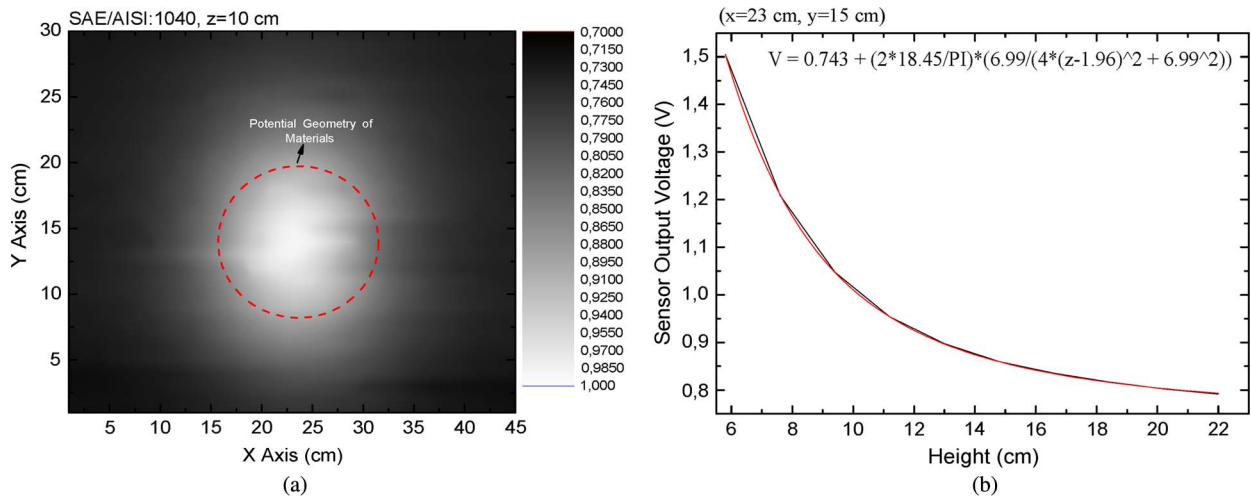 SAE/AISI:1040, z=10 cm
30
25
20
15
10
5
Y Axis (cm)
Potential Geometry of
Materials
5 10 15 20 25 30 35 40 45
X Axis (cm)
0,7000
0,7150
0,7300
0,7450
0,7600
0,7750
0,7900
0,8050
0,8200
0,8350
0,8500
0,8650
0,8800
0,8950
0,9100
0,9250
0,9400
0,9550
0,9700
0,9850
1,000
(a)
(x=23 cm, y=15 cm)
V = 0.743 + (2*18.45/PI)*(6.99/(4*(z-1.96)^2 + 6.99^2))
1,5
1,4
1,3
1,2
1,1
1,0
0,9
0,8
Sensor Output Voltage (V)
6 8 10 12 14 16 18 20 22
Height (cm)
(b)